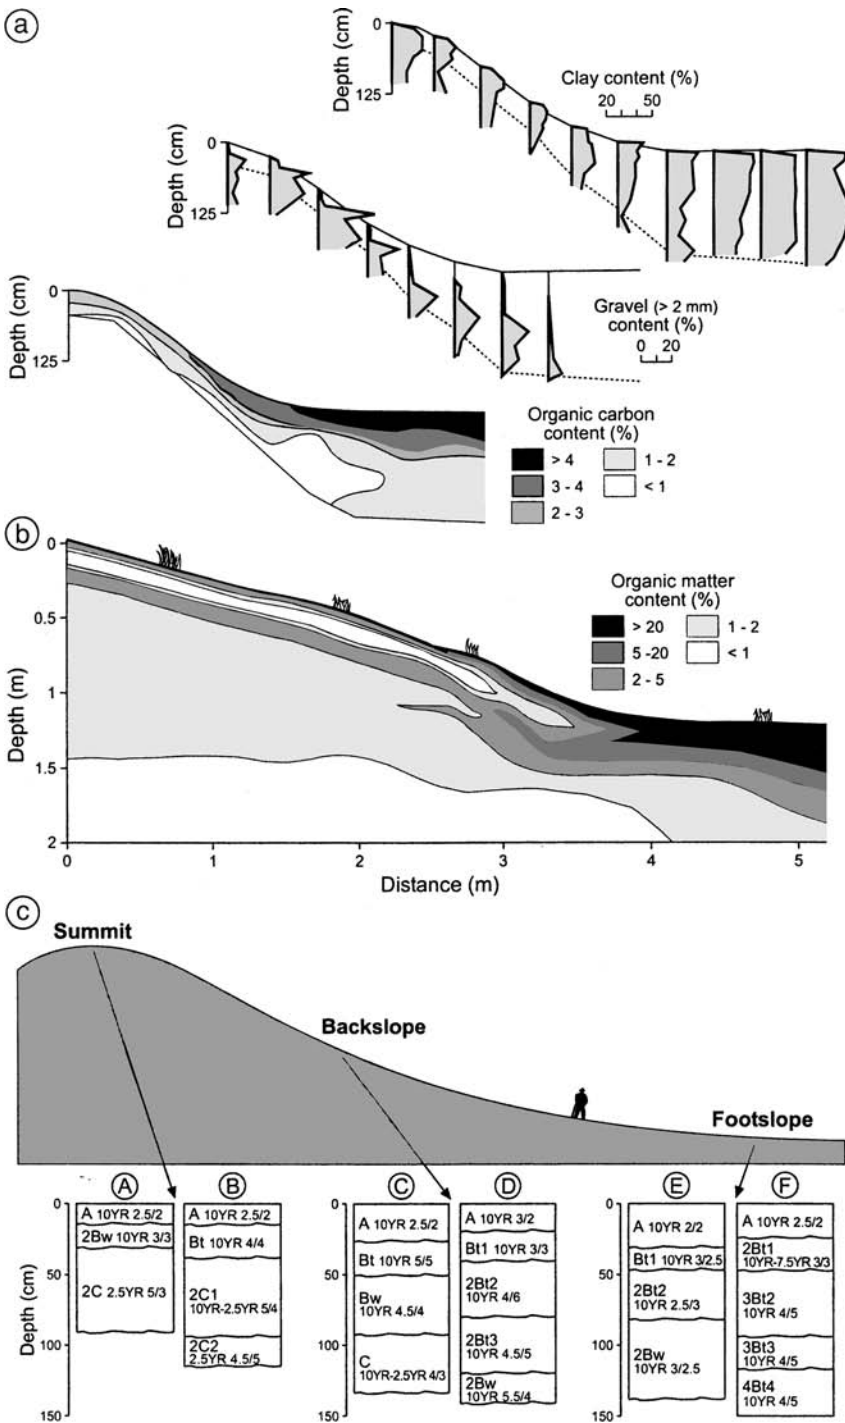 a
Depth (cm)
0
125
Clay content (%)
20 50
Depth (cm)
0
125
Gravel (> 2 mm)
content (%)
0 20
Depth (cm)
0
125
Organic carbon
content (%)
> 4
1 - 2
3 - 4
< 1
2 - 3
b
Depth (m)
0
0.5
1
1.5
2
Organic matter
content (%)
> 20
1 - 2
5 -20
< 1
2 - 5
0 1 2 3 4 5
Distance (m)
c
Summit
Backslope
Footslope
Depth (cm)
0
50
100
150
A
A 10YR 2.5/2
2Bw 10YR 3/3
2C 2.5YR 5/3
B
A 10YR 2.5/2
Bt 10YR 4/4
2C1
10YR-2.5YR 5/4
2C2
2.5YR 4.5/5
0
50
100
150
C
A 10YR 2.5/2
Bt 10YR 5/5
Bw
10YR 4.5/4
C
10YR-2.5YR 4/3
D
A 10YR 3/2
Bt1 10YR 3/3
2Bt2
10YR 4/6
2Bt3
10YR 4.5/5
2Bw
10YR 5.5/4
0
50
100
150
E
A 10YR 2/2
Bt1 10YR 3/2.5
2Bt2
10YR 2.5/3
2Bw
10YR 3/2.5
F
A 10YR 2.5/2
2Bt1
10YR-7.5YR 3/3
3Bt2
10YR 4/5
3Bt3
10YR 4/5
4Bt4
10YR 4/5